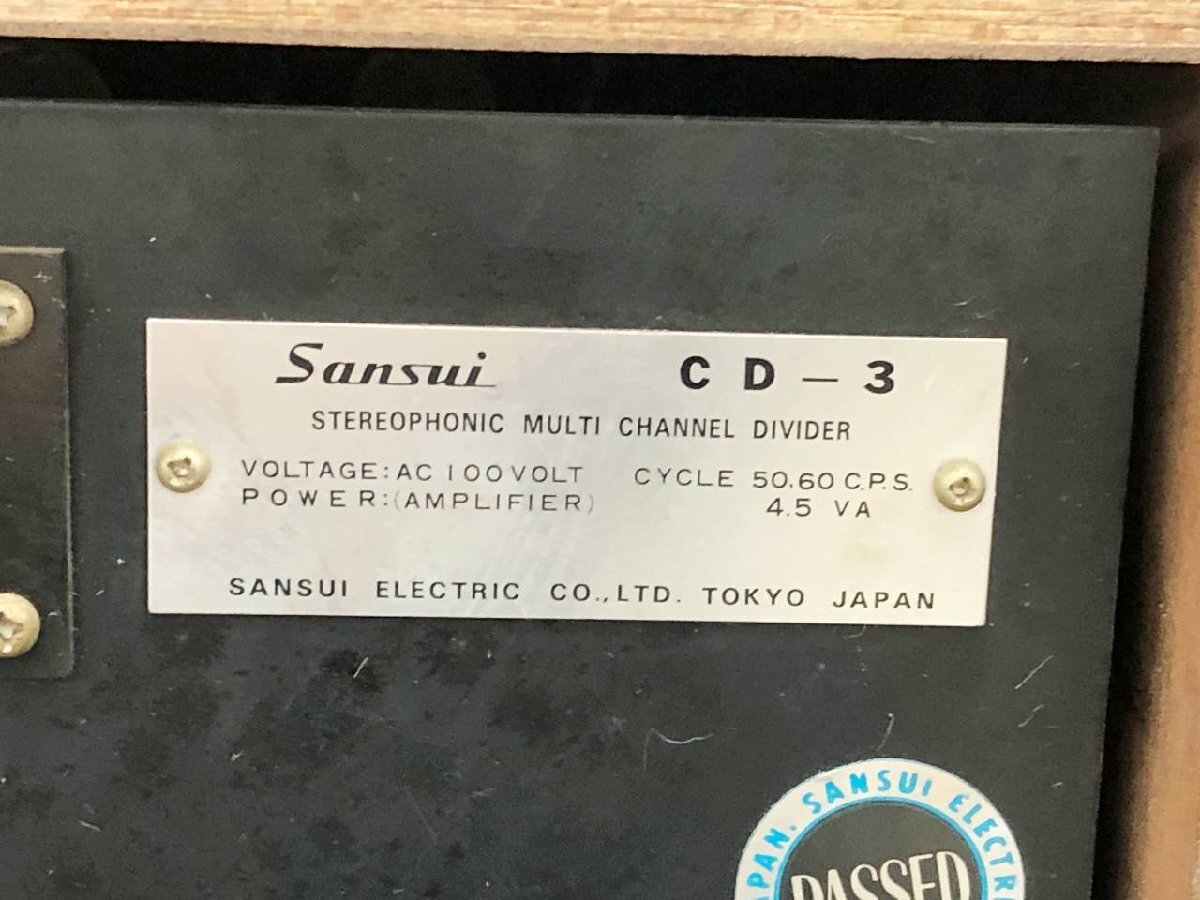 Sansui CD-3
STEREOPHONIC MULTI CHANNEL DIVIDER
VOLTAGE:AC 100VOLT CYCLE 50.60 C.P.S.
POWER:(AMPLIFIER) 4.5 VA
SANSUI ELECTRIC CO.,LTD. TOKYO JAPAN
SANSUI
PASSED